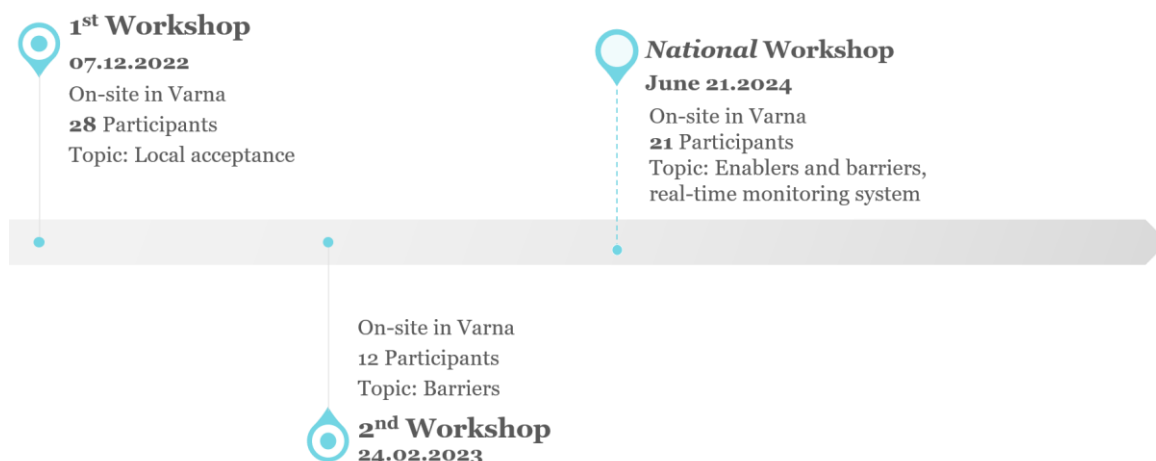 1st Workshop
07.12.2022
On-site in Varna
28 Participants
Topic: Local acceptance
National Workshop
June 21.2024
On-site in Varna
21 Participants
Topic: Enablers and barriers,
real-time monitoring system
On-site in Varna
12 Participants
Topic: Barriers
2nd Workshop
24.02.2023